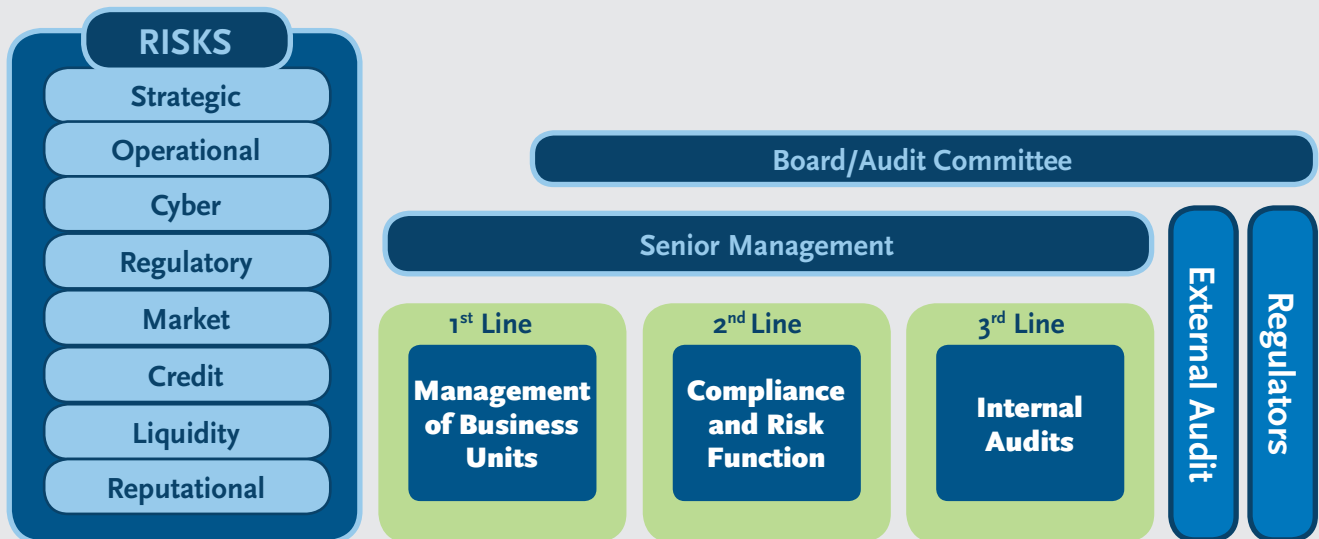 RISKS
Strategic
Operational
Cyber
Regulatory
Market
Credit
Liquidity
Reputational
Board/Audit Committee
Senior Management
1st Line
Management
of Business
Units
2nd Line
Compliance
and Risk
Function
3rd Line
Internal
Audits
External Audit
Regulators